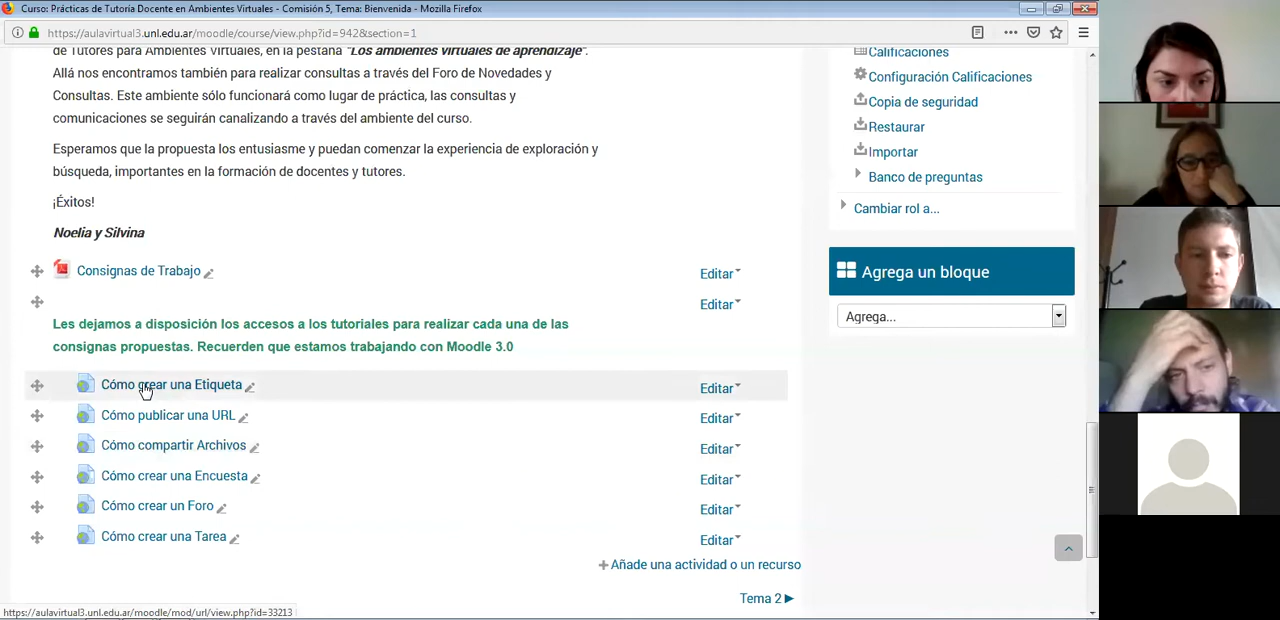 Curso: Prácticas de Tutoría Docente en Ambientes Virtuales - Comisión 5, Tema: Bienvenida - Mozilla Firefox
https://aulavirtual3.unl.edu.ar/moodle/course/view.php?id=942&section=1
de Tutores para Ambientes Virtuales, en la pestaña "Los ambientes virtuales de aprendizaje".
Allá nos encontramos también para realizar consultas a través del Foro de Novedades y
Consultas. Este ambiente sólo funcionará como lugar de práctica, las consultas y
comunicaciones se seguirán canalizando a través del ambiente del curso.
Esperamos que la propuesta los entusiasme y puedan comenzar la experiencia de exploración y
búsqueda, importantes en la formación de docentes y tutores.
¡Éxitos!
Noelia y Silvina
Consignas de Trabajo
Editar
Editar
Les dejamos a disposición los accesos a los tutoriales para realizar cada una de las
consignas propuestas. Recuerden que estamos trabajando con Moodle 3.0
Cómo crear una Etiqueta
Editar
Cómo publicar una URL
Editar
Cómo compartir Archivos
Editar
Cómo crear una Encuesta
Editar
Cómo crear un Foro
Editar
Cómo crear una Tarea
Editar
Añade una actividad o un recurso
Tema 2
Calificaciones
Configuración Calificaciones
Copia de seguridad
Restaurar
Importar
Banco de preguntas
Cambiar rol a...
Agrega un bloque
Agrega...
https://aulavirtual3.unl.edu.ar/moodle/mod/url/view.php?id=33213